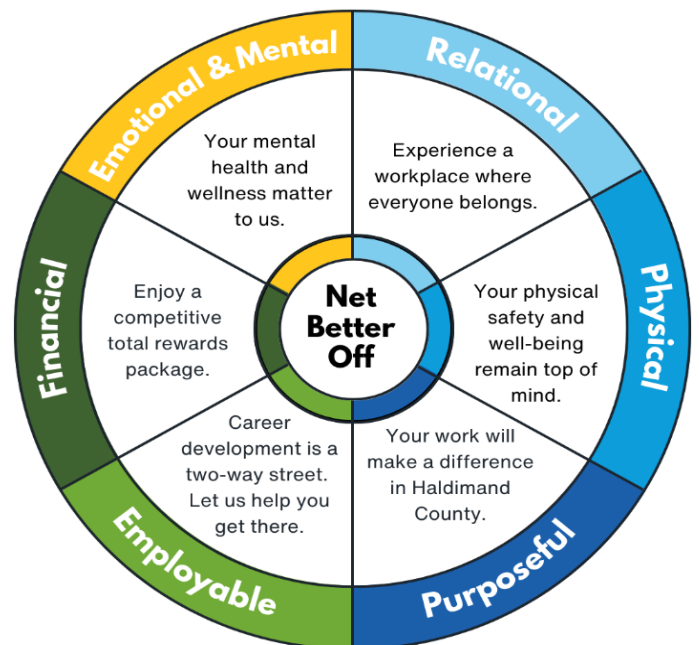 Emotional & Mental
Your mental
health and
wellness matter
to us.
Relational
Experience a
workplace where
everyone belongs.
Physical
Your physical
safety and
well-being
remain top of
mind.
Purposeful
Your work will
make a difference
in Haldimand
County.
Employable
Career
development is a
two-way street.
Let us help you
get there.
Financial
Enjoy a
competitive
total rewards
package.
Net
Better
Off